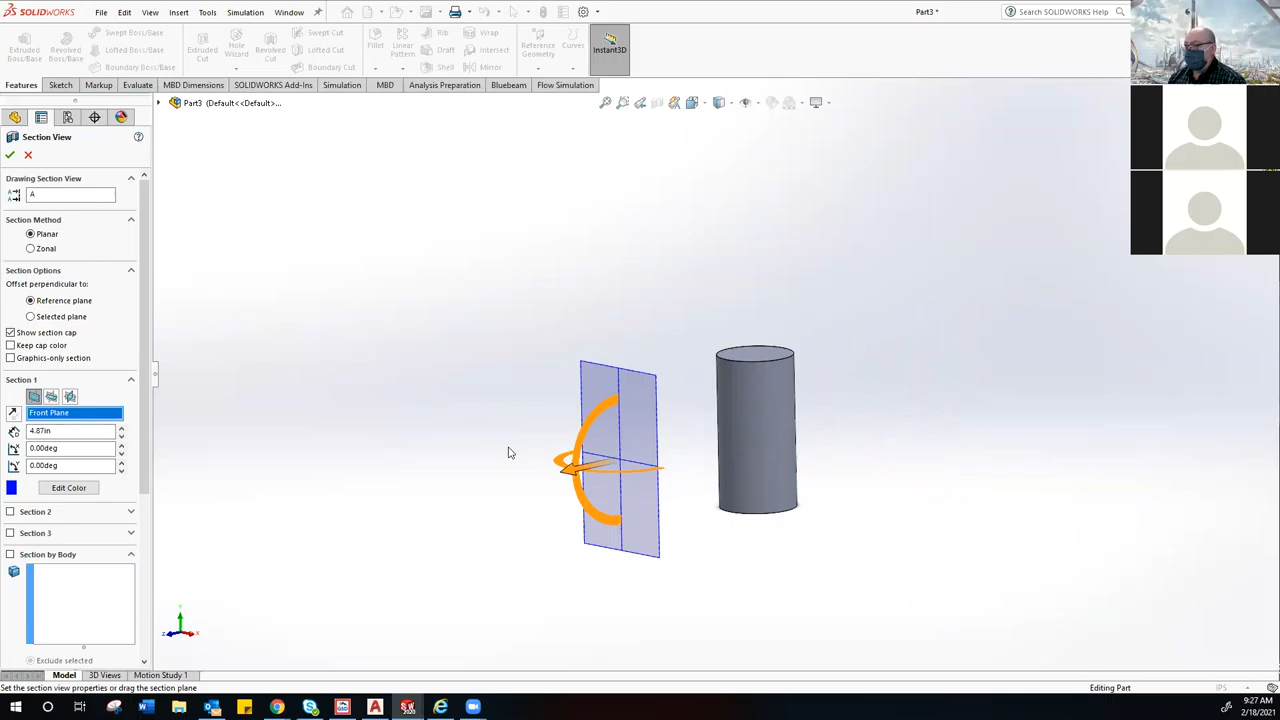 SOLIDWORKS File Edit View Insert Tools Simulation Window Part3 * Search SOLIDWORKS Help
Extruded Boss/Base Revolved Boss/Base Swept Boss/Base Lofted Boss/Base Boundary Boss/Base Extruded Cut Hole Wizard Revolved Cut Swept Cut Lofted Cut Boundary Cut Fillet Linear Pattern Rib Draft Shell Wrap Intersect Mirror Reference Geometry Curves Instant3D
Features Sketch Markup Evaluate MBD Dimensions SOLIDWORKS Add-Ins Simulation MBD Analysis Preparation Bluebeam Flow Simulation
Part3 (Default<<Default>...
Section View
Drawing Section View
A
Section Method
Planar
Zonal
Section Options
Offset perpendicular to:
Reference plane
Selected plane
Show section cap
Keep cap color
Graphics-only section
Section 1
Front Plane
4.87in
0.00deg
0.00deg
Edit Color
Section 2
Section 3
Section by Body
Exclude selected
Y
Z
X
Model 3D Views Motion Study 1
Set the section view properties or drag the section plane Editing Part IPS
9:27 AM
2/18/2021